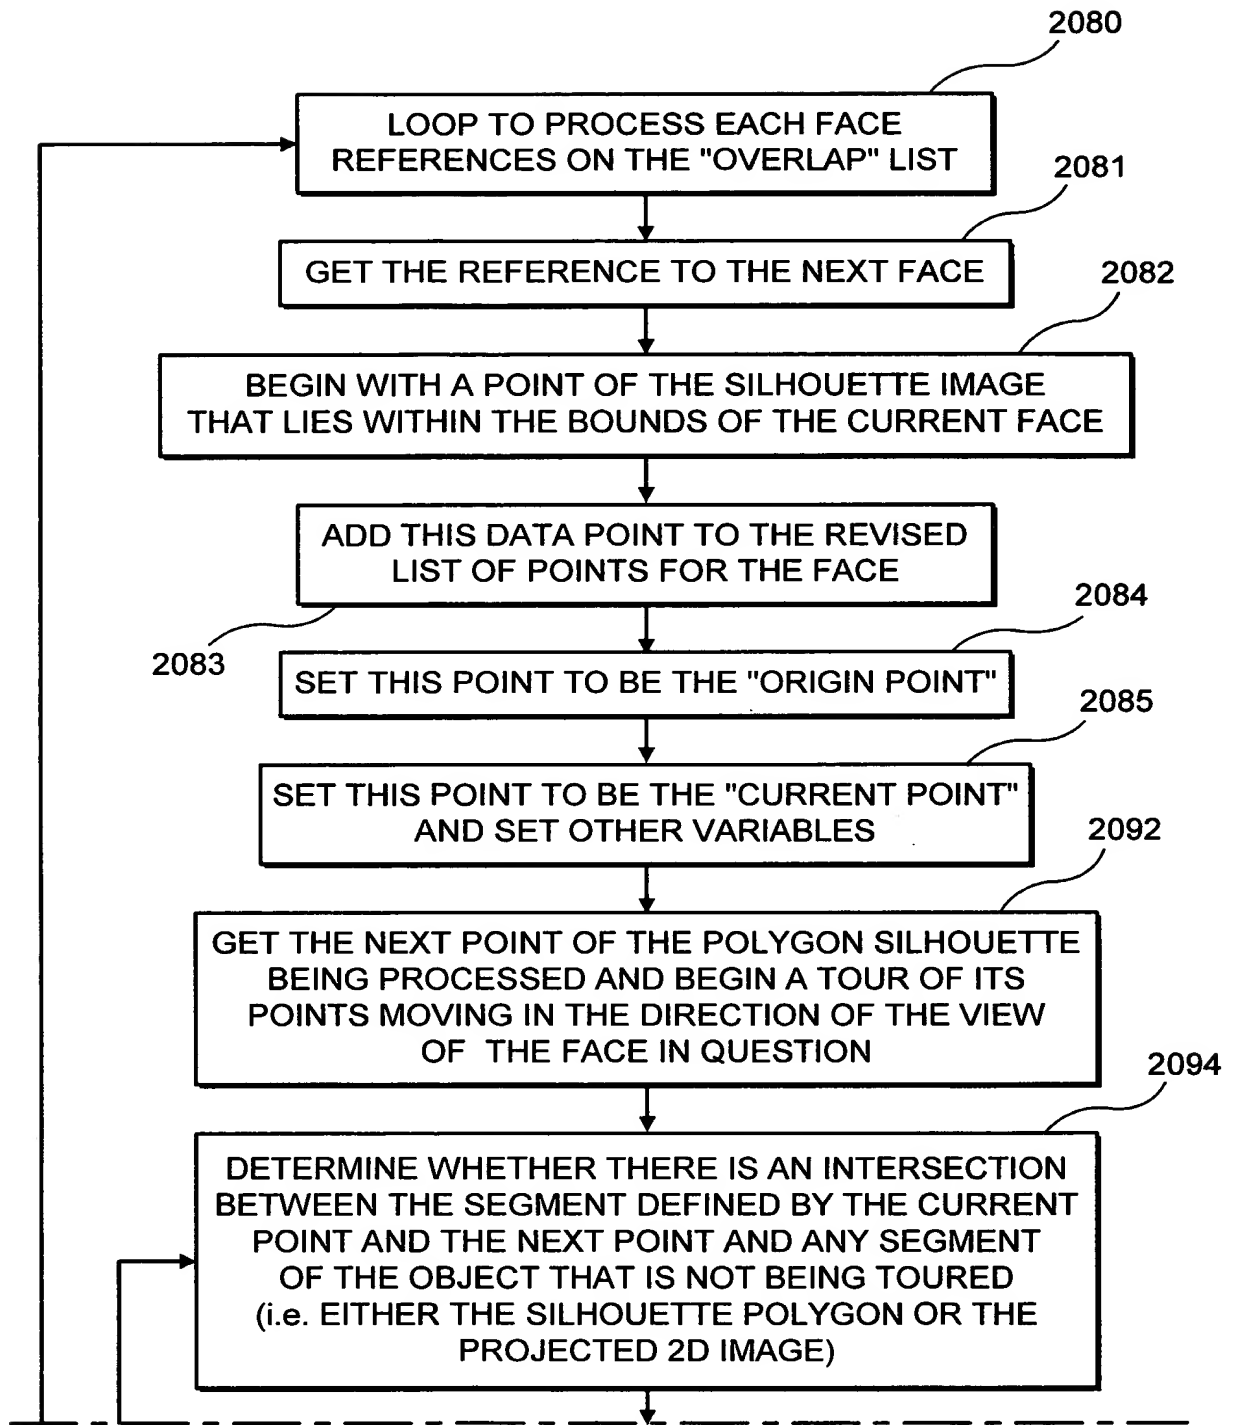 2080
LOOP TO PROCESS EACH FACE
REFERENCES ON THE "OVERLAP" LIST
2081
GET THE REFERENCE TO THE NEXT FACE
2082
BEGIN WITH A POINT OF THE SILHOUETTE IMAGE
THAT LIES WITHIN THE BOUNDS OF THE CURRENT FACE
ADD THIS DATA POINT TO THE REVISED
LIST OF POINTS FOR THE FACE
2083
2084
SET THIS POINT TO BE THE "ORIGIN POINT"
2085
SET THIS POINT TO BE THE "CURRENT POINT"
AND SET OTHER VARIABLES
2092
GET THE NEXT POINT OF THE POLYGON SILHOUETTE
BEING PROCESSED AND BEGIN A TOUR OF ITS
POINTS MOVING IN THE DIRECTION OF THE VIEW
OF THE FACE IN QUESTION
2094
DETERMINE WHETHER THERE IS AN INTERSECTION
BETWEEN THE SEGMENT DEFINED BY THE CURRENT
POINT AND THE NEXT POINT AND ANY SEGMENT
OF THE OBJECT THAT IS NOT BEING TOURED
(i.e. EITHER THE SILHOUETTE POLYGON OR THE
PROJECTED 2D IMAGE)